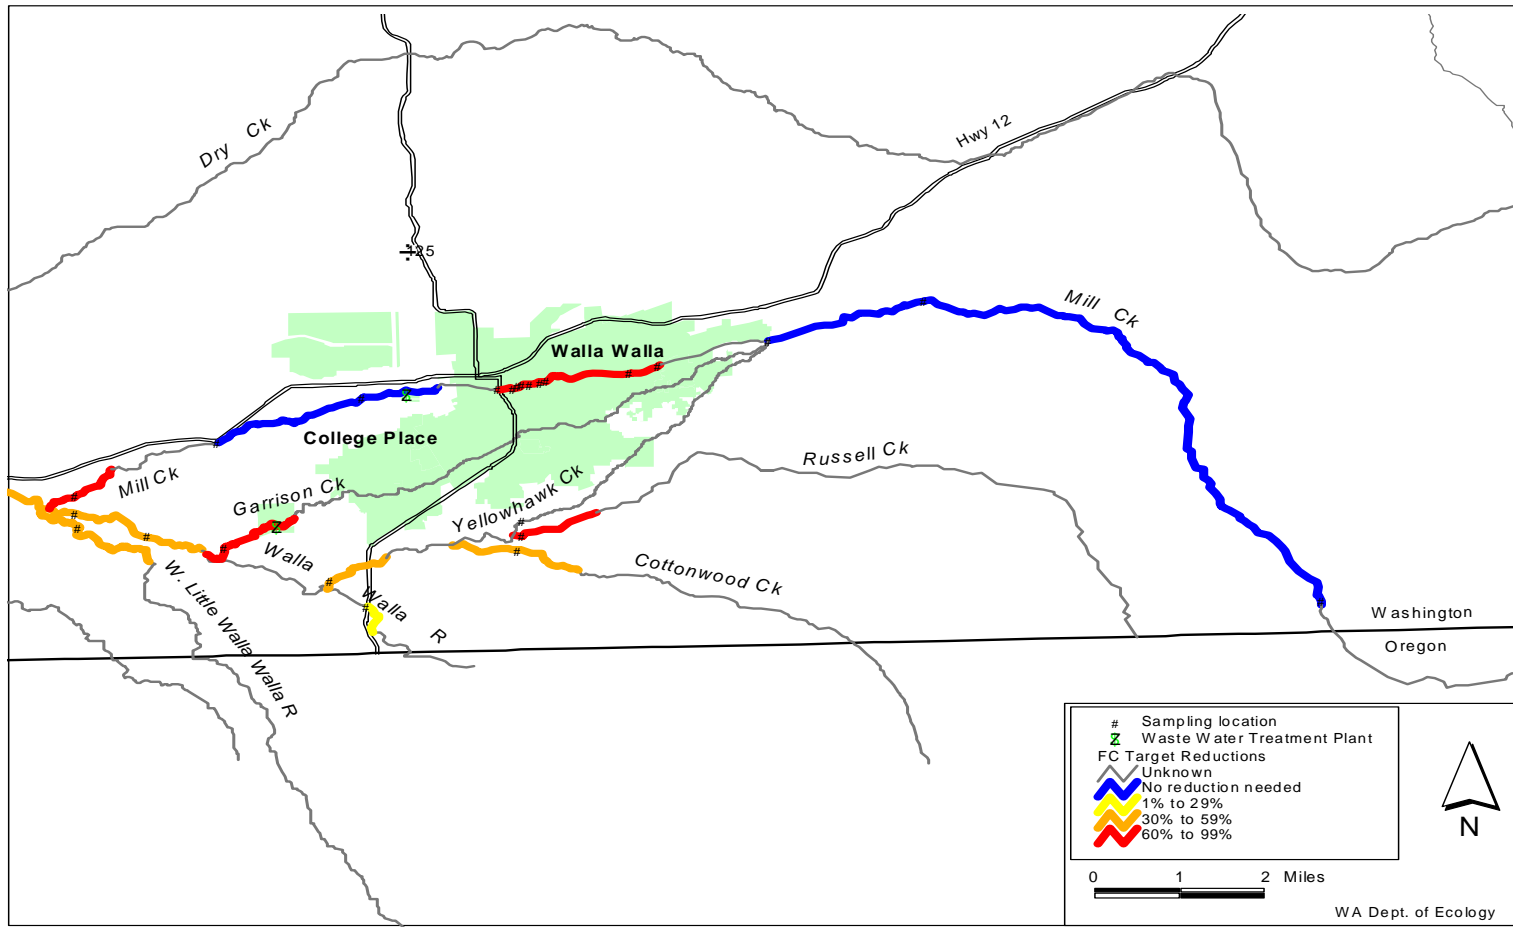 Dry Ck
Hwy 12
125
Mill Ck
Walla Walla
College Place
Mill Ck
Garrison Ck
Yellowhawk Ck
Russell Ck
Walla
Walla
R
Cottonwood Ck
W. Little Walla Walla R
Washington
Oregon
# Sampling location
Z Waste Water Treatment Plant
FC Target Reductions
Unknown
No reduction needed
1% to 29%
30% to 59%
60% to 99%
N
0 1 2 Miles
WA Dept. of Ecology